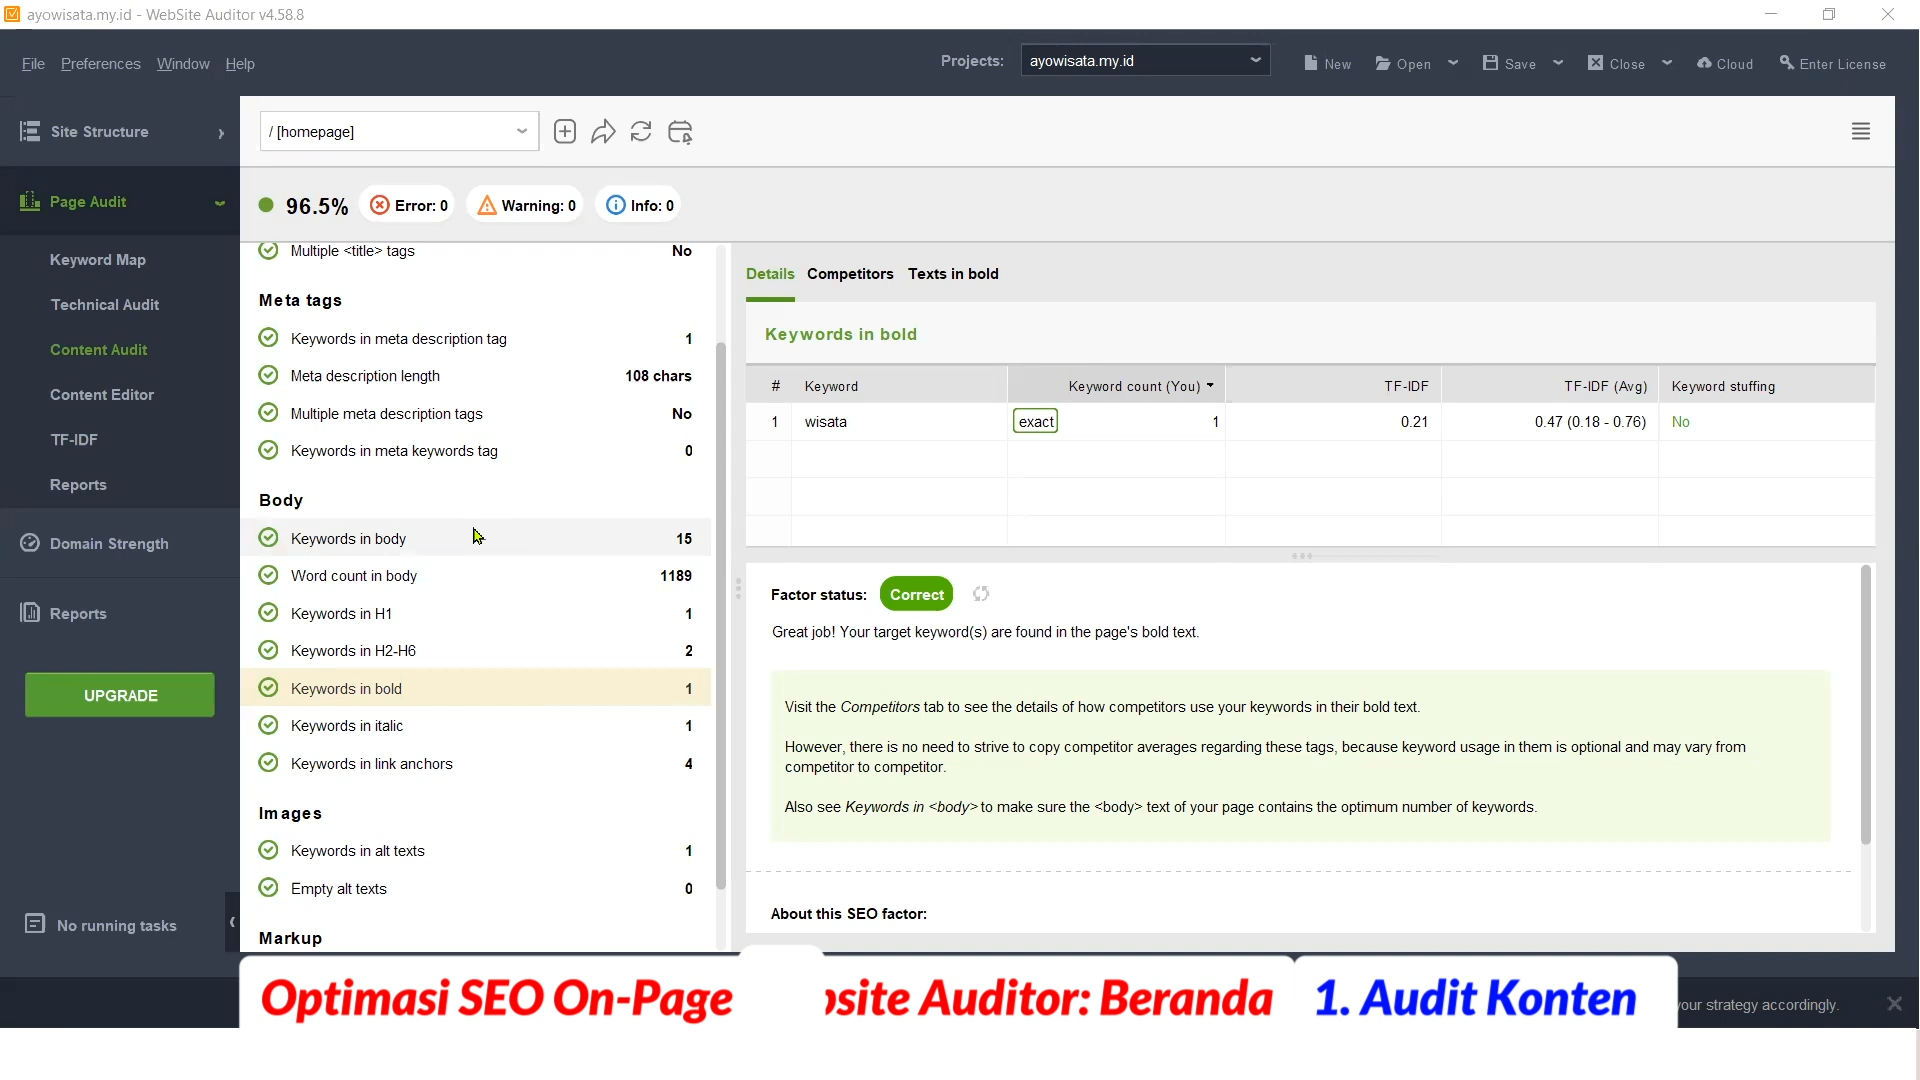 ayowisata.my.id - WebSite Auditor v4.58.8
File Preferences Window Help
Projects: ayowisata.my.id
New Open Save Close Cloud Enter License
Site Structure
Page Audit
Keyword Map
Technical Audit
Content Audit
Content Editor
TF-IDF
Reports
Domain Strength
Reports
UPGRADE
No running tasks
/ [homepage]
96.5% Error: 0 Warning: 0 Info: 0
Multiple <title> tags No
Meta tags
Keywords in meta description tag 1
Meta description length 108 chars
Multiple meta description tags No
Keywords in meta keywords tag 0
Body
Keywords in body 15
Word count in body 1189
Keywords in H1 1
Keywords in H2-H6 2
Keywords in bold 1
Keywords in italic 1
Keywords in link anchors 4
Images
Keywords in alt texts 1
Empty alt texts 0
Markup
Details Competitors Texts in bold
Keywords in bold
# Keyword Keyword count (You) TF-IDF TF-IDF (Avg) Keyword stuffing
1 wisata exact 1 0.21 0.47 (0.18 - 0.76) No
Factor status: Correct
Great job! Your target keyword(s) are found in the page's bold text.
Visit the Competitors tab to see the details of how competitors use your keywords in their bold text.
However, there is no need to strive to copy competitor averages regarding these tags, because keyword usage in them is optional and may vary from
competitor to competitor.
Also see Keywords in <body> to make sure the <body> text of your page contains the optimum number of keywords.
About this SEO factor:
Optimasi SEO On-Page site Auditor: Beranda 1. Audit Konten
your strategy accordingly.